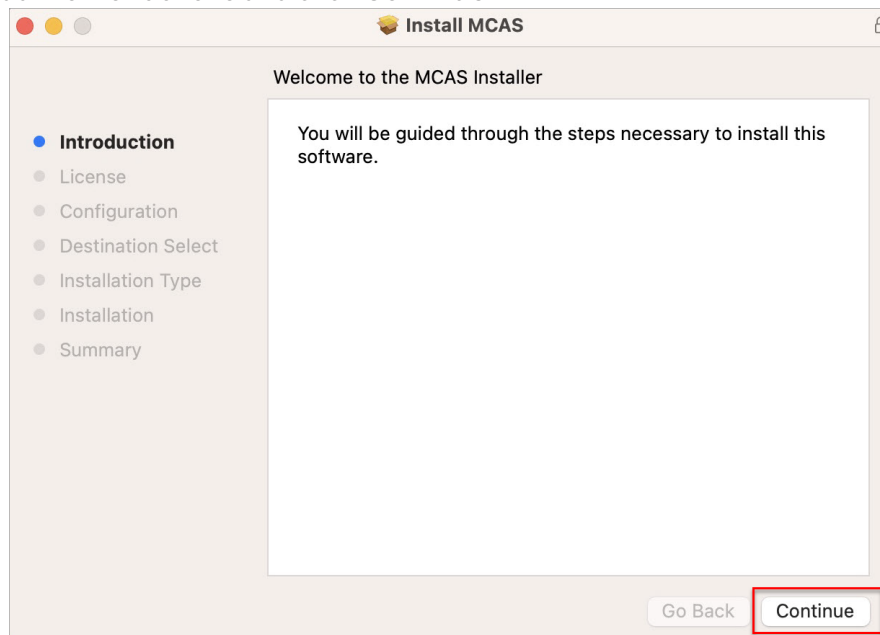 Install MCAS
Welcome to the MCAS Installer
Introduction
License
Configuration
Destination Select
Installation Type
Installation
Summary
You will be guided through the steps necessary to install this
software.
Go Back
Continue